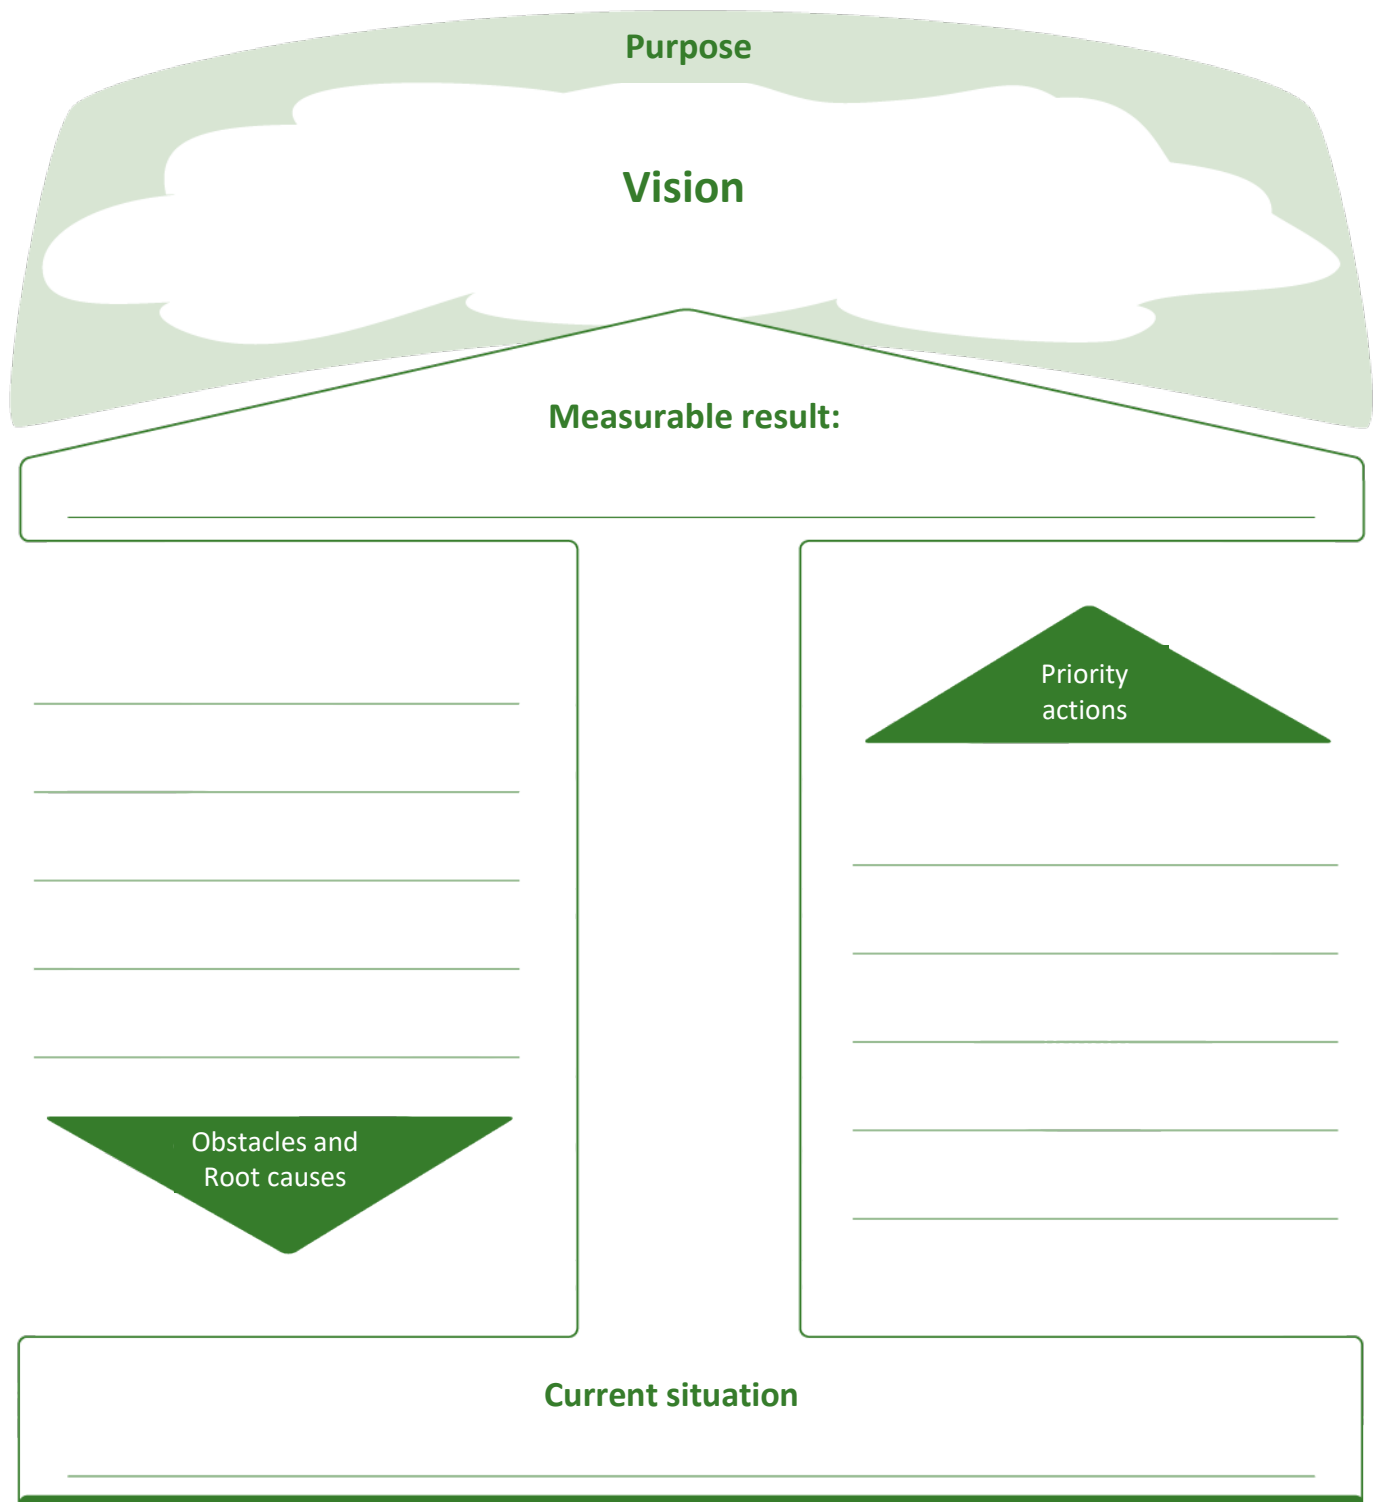 Purpose
Vision
Measurable result:
Priority
actions
Obstacles and
Root causes
Current situation